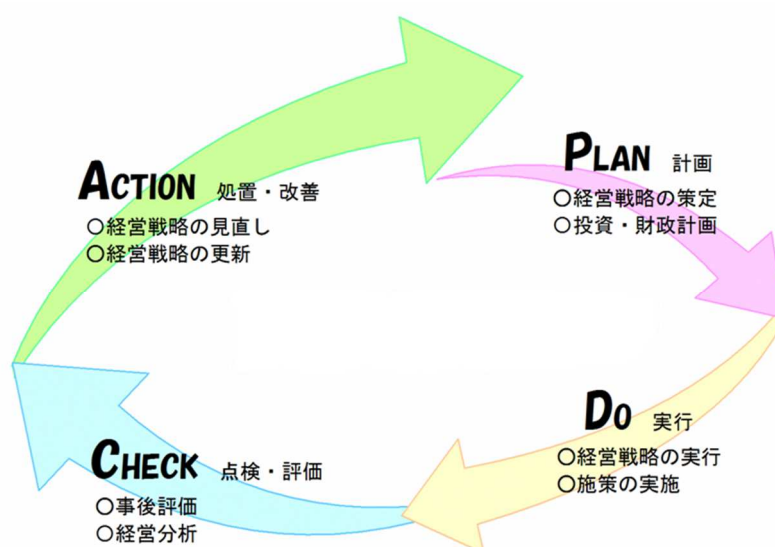 PLAN 計画
○経営戦略の策定
○投資・財政計画
DO 実行
○経営戦略の実行
○施策の実施
CHECK 点検・評価
○事後評価
○経営分析
ACTION 処置・改善
○経営戦略の見直し
○経営戦略の更新